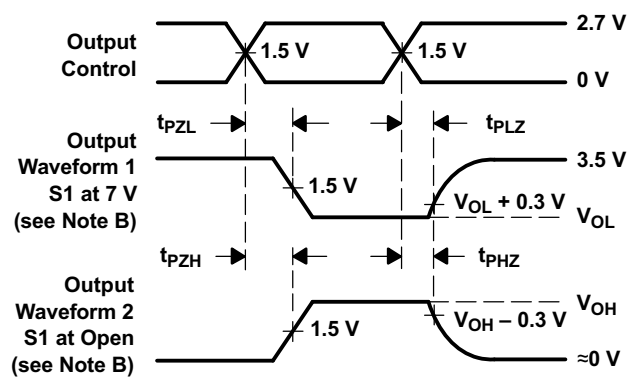 2.7 V
Output
Control
1.5 V
1.5 V
0 V
tPZL
tPLZ
Output
Waveform 1
S1 at 7 V
(see Note B)
3.5 V
1.5 V
VOL + 0.3 V
VOL
tPZH
tPHZ
Output
Waveform 2
S1 at Open
(see Note B)
VOH
1.5 V
VOH – 0.3 V
≈0 V